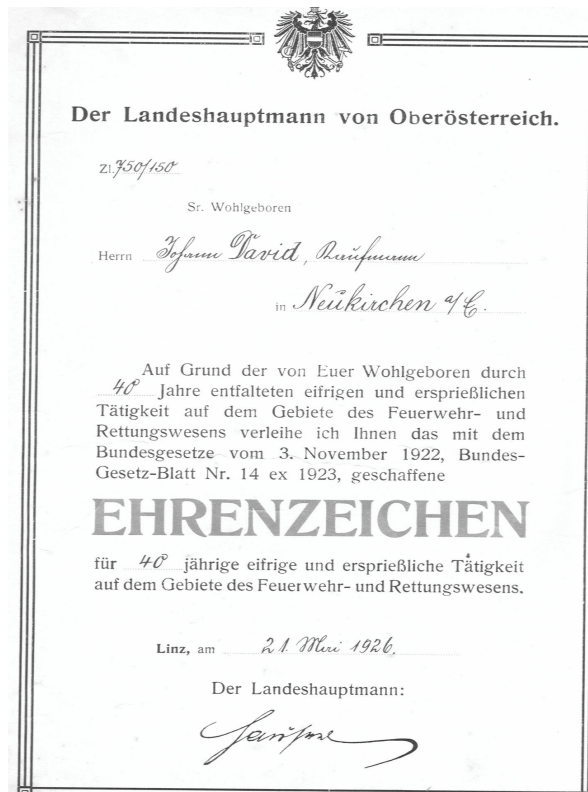 Der Landeshauptmann von Oberösterreich.
Zl. 750/150
Sr. Wohlgeboren
Herrn Johann David, Kaufmann
in Neukirchen a/E.
Auf Grund der von Euer Wohlgeboren durch
40 Jahre entfalteten eifrigen und ersprießlichen
Tätigkeit auf dem Gebiete des Feuerwehr- und
Rettungswesens verleihe ich Ihnen das mit dem
Bundesgesetze vom 3. November 1922, Bundes-
Gesetz-Blatt Nr. 14 ex 1923, geschaffene
EHRENZEICHEN
für 40 jährige eifrige und ersprießliche Tätigkeit
auf dem Gebiete des Feuerwehr- und Rettungswesens.
Linz, am 21. Mai 1926.
Der Landeshauptmann: